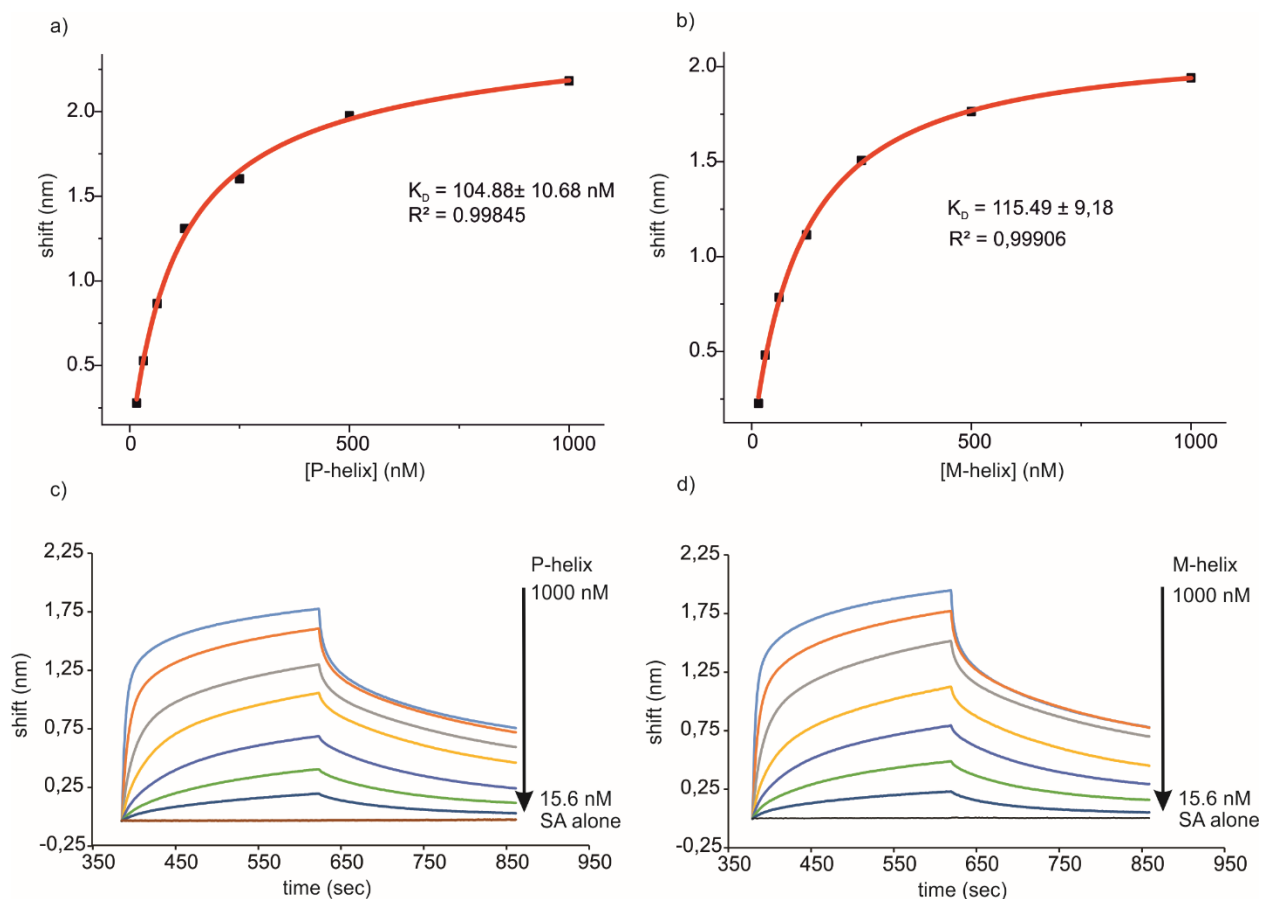 a)
shift (nm)
2.0
1.5
1.0
0.5
K_D = 104.88± 10.68 nM
R² = 0.99845
0
500
1000
[P-helix] (nM)
b)
shift (nm)
2.0
1.5
1.0
0.5
K_D = 115.49 ± 9,18
R² = 0,99906
0
500
1000
[M-helix] (nM)
c)
shift (nm)
2,25
1,75
1,25
0,75
0,25
-0,25
P-helix
1000 nM
15.6 nM
SA alone
350
450
550
650
750
850
950
time (sec)
d)
shift (nm)
2,25
1,75
1,25
0,75
0,25
-0,25
M-helix
1000 nM
15.6 nM
SA alone
350
450
550
650
750
850
950
time (sec)